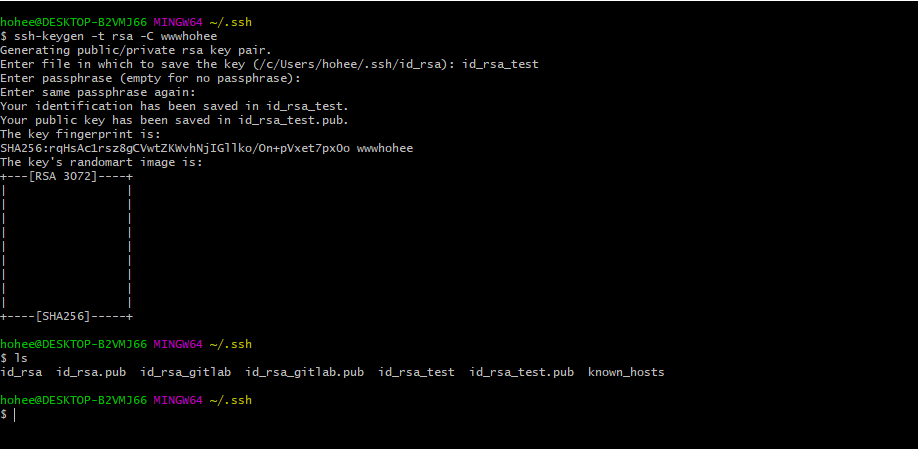 hohee@DESKTOP-B2VMJ66 MINGW64 ~/.ssh
$ ssh-keygen -t rsa -C wwwhohee
Generating public/private rsa key pair.
Enter file in which to save the key (/c/Users/hohee/.ssh/id_rsa): id_rsa_test
Enter passphrase (empty for no passphrase):
Enter same passphrase again:
Your identification has been saved in id_rsa_test.
Your public key has been saved in id_rsa_test.pub.
The key fingerprint is:
SHA256:rqHsAc1rsz8gCVwtZKWvhNjIGllko/On+pVxet7pxOo wwwhohee
The key's randomart image is:
+---[RSA 3072]----+
|                 |
|                 |
|                 |
|                 |
|                 |
|                 |
|                 |
|                 |
|                 |
+----[SHA256]-----+
hohee@DESKTOP-B2VMJ66 MINGW64 ~/.ssh
$ ls
id_rsa  id_rsa.pub  id_rsa_gitlab  id_rsa_gitlab.pub  id_rsa_test  id_rsa_test.pub  known_hosts
hohee@DESKTOP-B2VMJ66 MINGW64 ~/.ssh
$